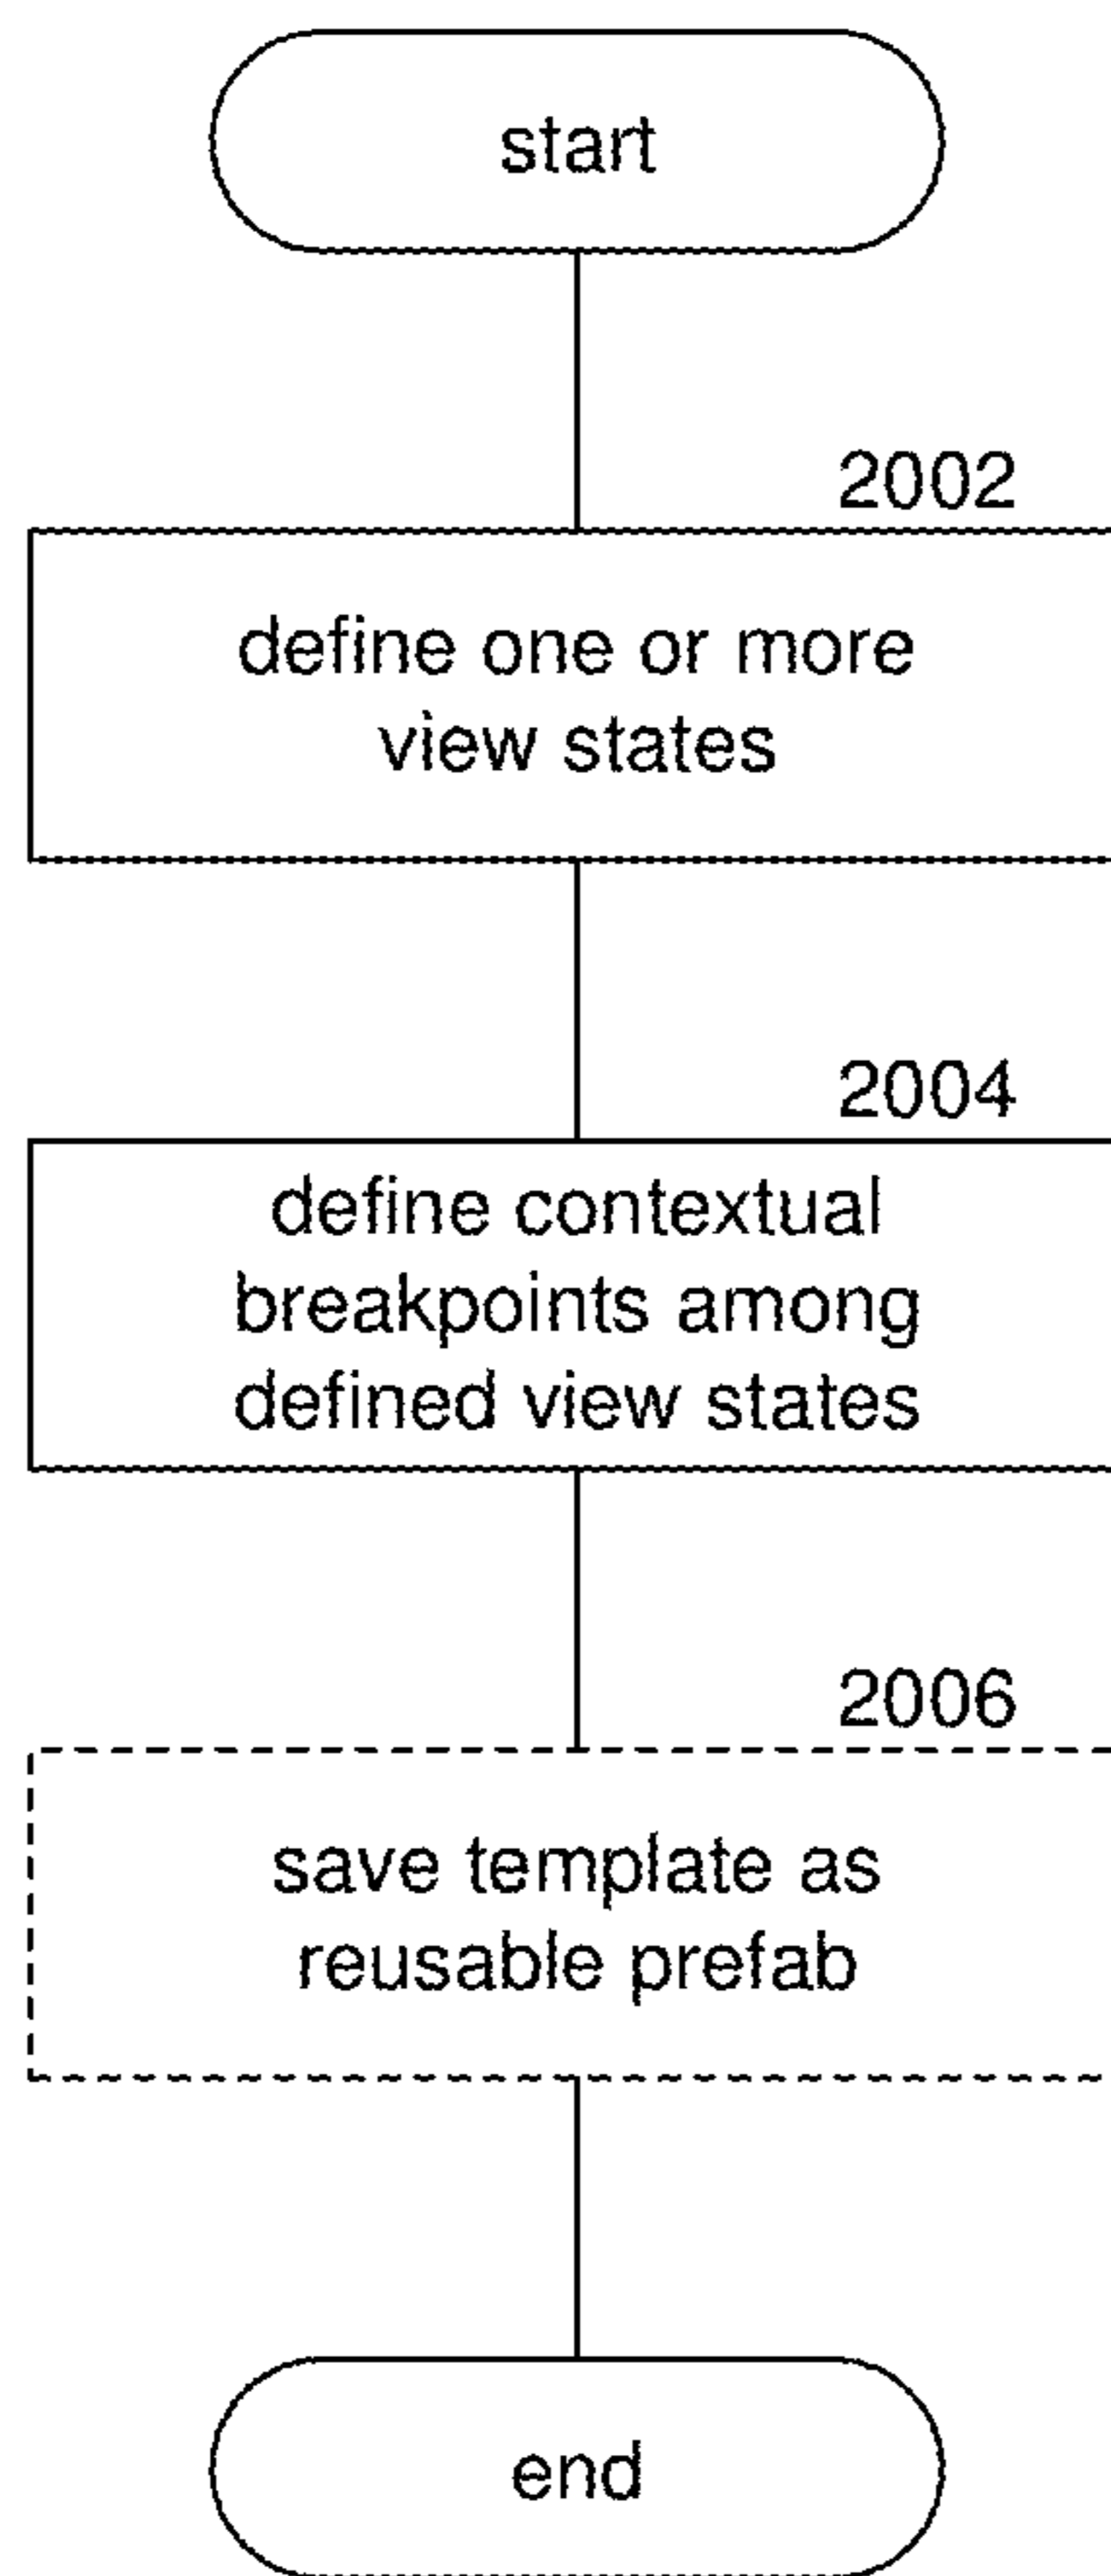 start
2002
define one or more
view states
2004
define contextual
breakpoints among
defined view states
2006
save template as
reusable prefab
end